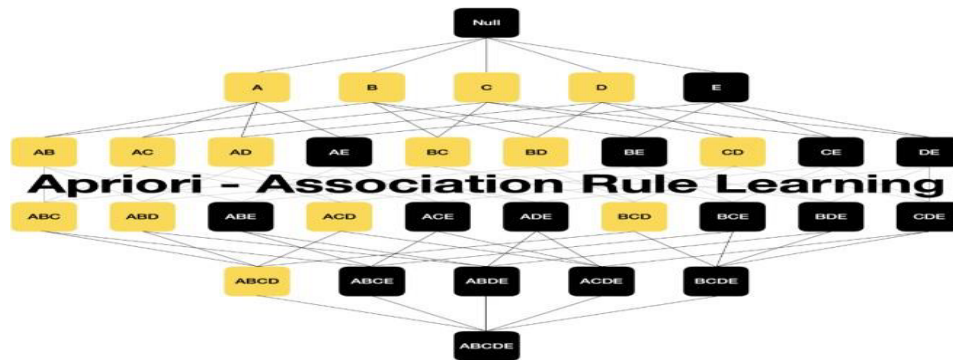 Null
A B C D E
AB AC AD AE BC BD BE CD CE DE
Apriori - Association Rule Learning
ABC ABD ABE ACD ACE ADE BCD BCE BDE CDE
ABCD ABCE ABDE ACDE BCDE
ABCDE